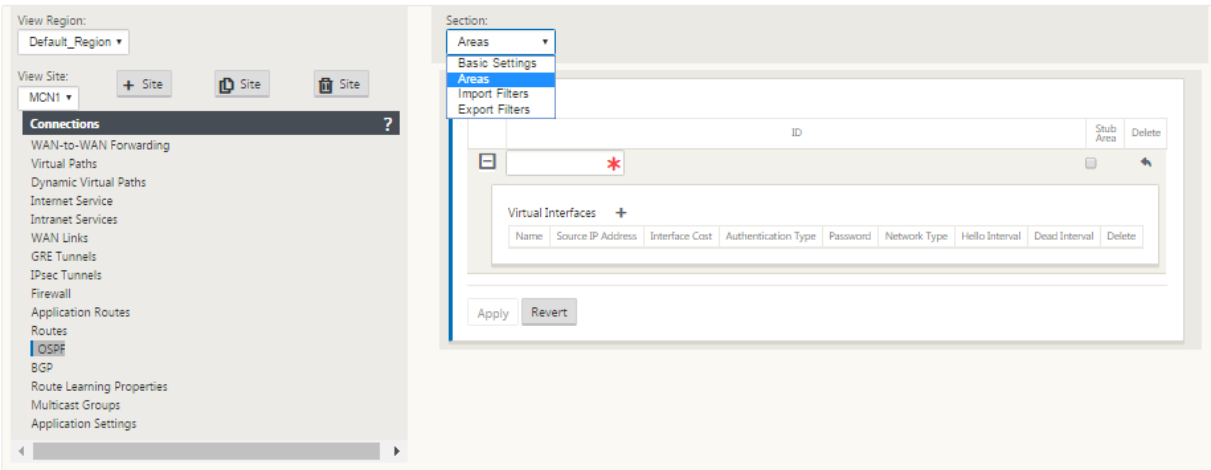 View Region:
Default_Region
View Site:
MCN1
+ Site
Site
Site
Connections ?
WAN-to-WAN Forwarding
Virtual Paths
Dynamic Virtual Paths
Internet Service
Intranet Services
WAN Links
GRE Tunnels
IPsec Tunnels
Firewall
Application Routes
Routes
OSPF
BGP
Route Learning Properties
Multicast Groups
Application Settings
Section:
Areas
Basic Settings
Areas
Import Filters
Export Filters
ID Stub Area Delete
*
Virtual Interfaces +
Name Source IP Address Interface Cost Authentication Type Password Network Type Hello Interval Dead Interval Delete
Apply Revert